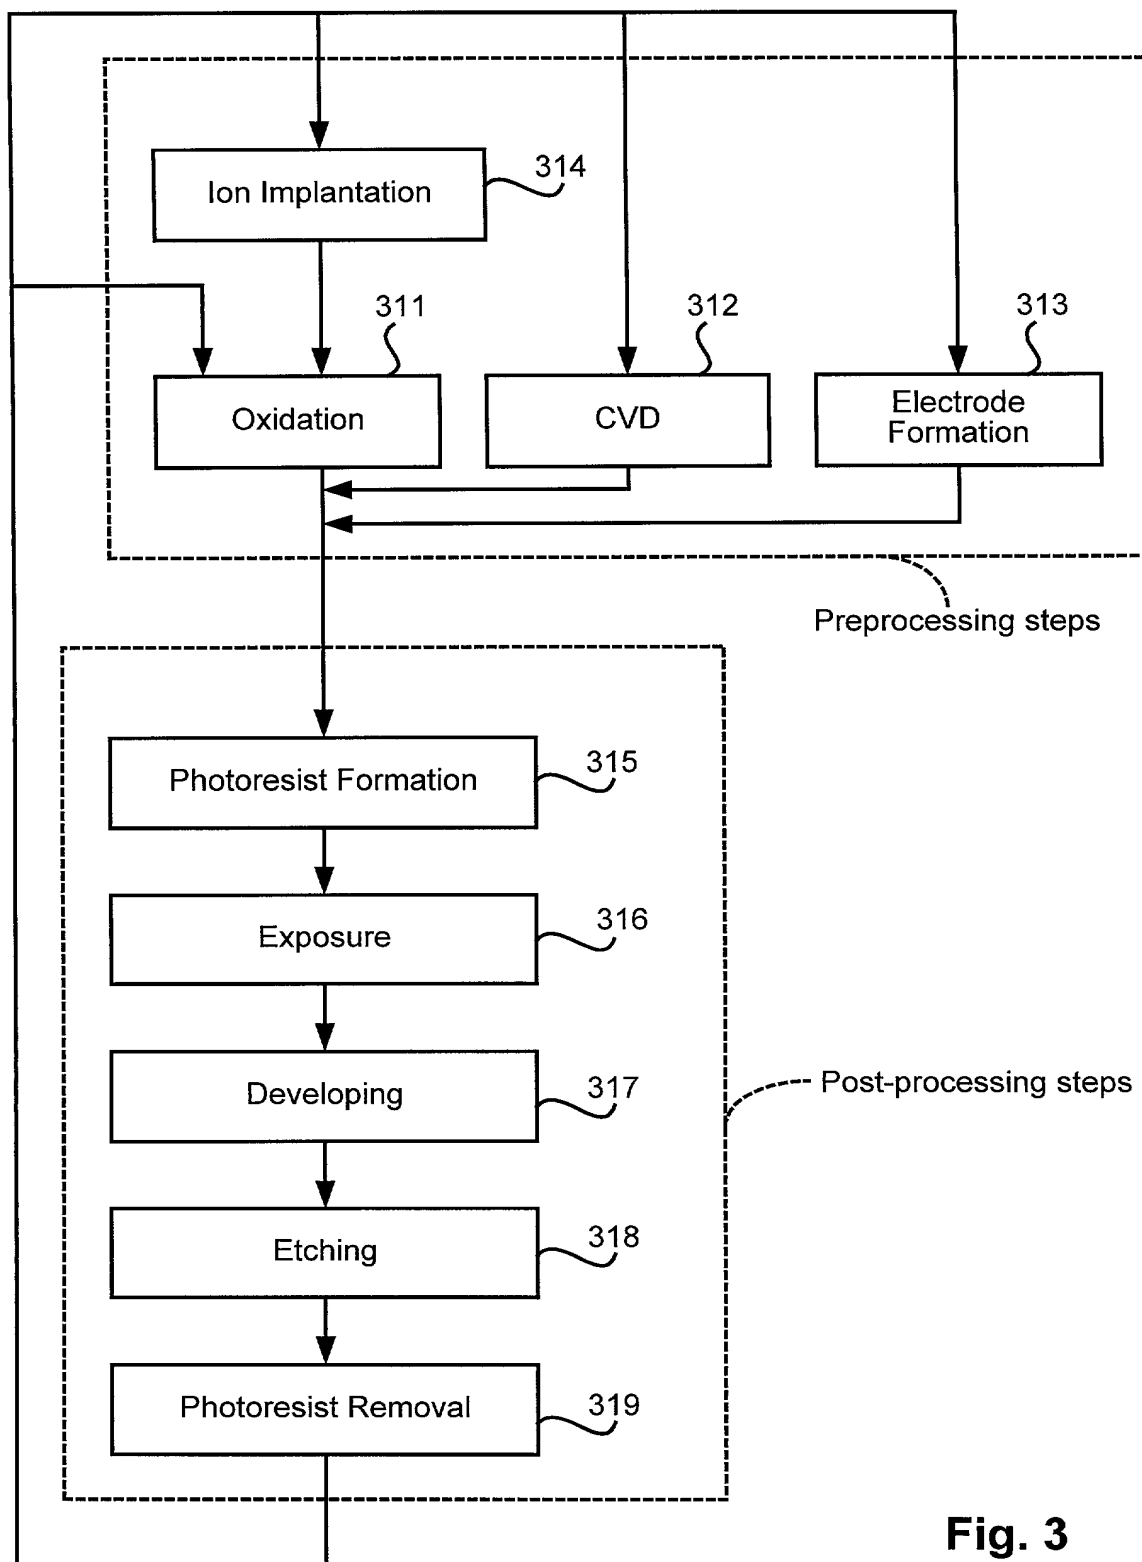 314
Ion Implantation
311
312
313
Oxidation
CVD
Electrode
Formation
Preprocessing steps
Photoresist Formation
315
Exposure
316
Developing
317
Post-processing steps
Etching
318
Photoresist Removal
319
Fig. 3